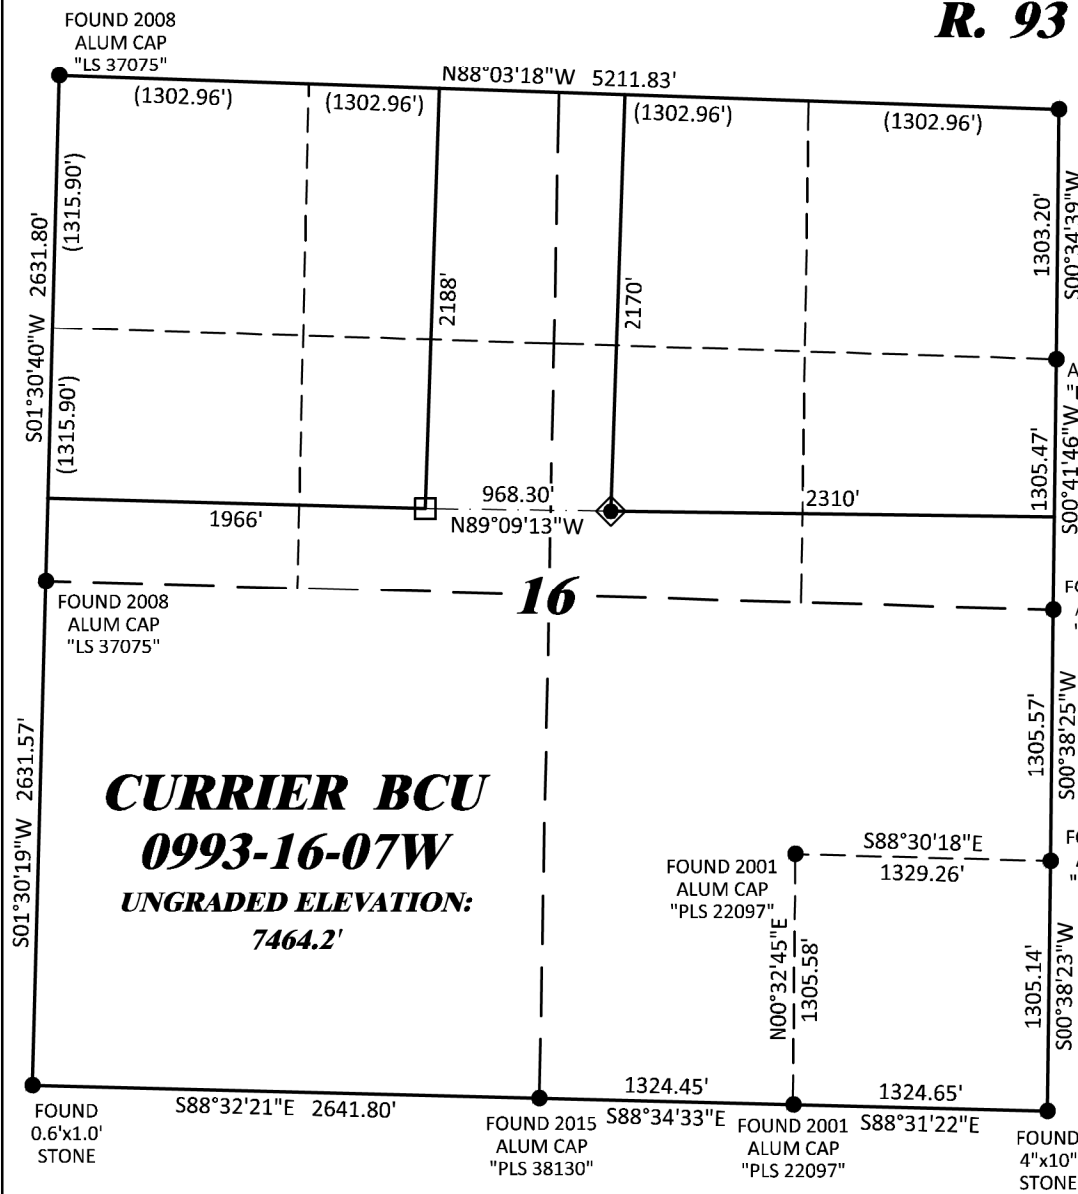 R. 93
FOUND 2008
ALUM CAP
"LS 37075"
N88°03'18"W 5211.83'
(1302.96')
(1302.96')
(1302.96')
(1302.96')
S01°30'40"W 2631.80'
(1315.90')
(1315.90')
2188'
2170'
1303.20'
S00°34'39"W
1305.47'
S00°41'46"W
1966'
968.30'
N89°09'13"W
2310'
16
FOUND 2008
ALUM CAP
"LS 37075"
S01°30'19"W 2631.57'
CURRIER BCU
0993-16-07W
UNGRADED ELEVATION:
7464.2'
1305.57'
S00°38'25"W
S88°30'18"E
1329.26'
FOUND 2001
ALUM CAP
"PLS 22097"
N00°32'45"E
1305.58'
1305.14'
S00°38'23"W
FOUND
0.6'x1.0'
STONE
S88°32'21"E 2641.80'
FOUND 2015
ALUM CAP
"PLS 38130"
1324.45'
S88°34'33"E
FOUND 2001
ALUM CAP
"PLS 22097"
1324.65'
S88°31'22"E
FOUND
4"x10"
STONE